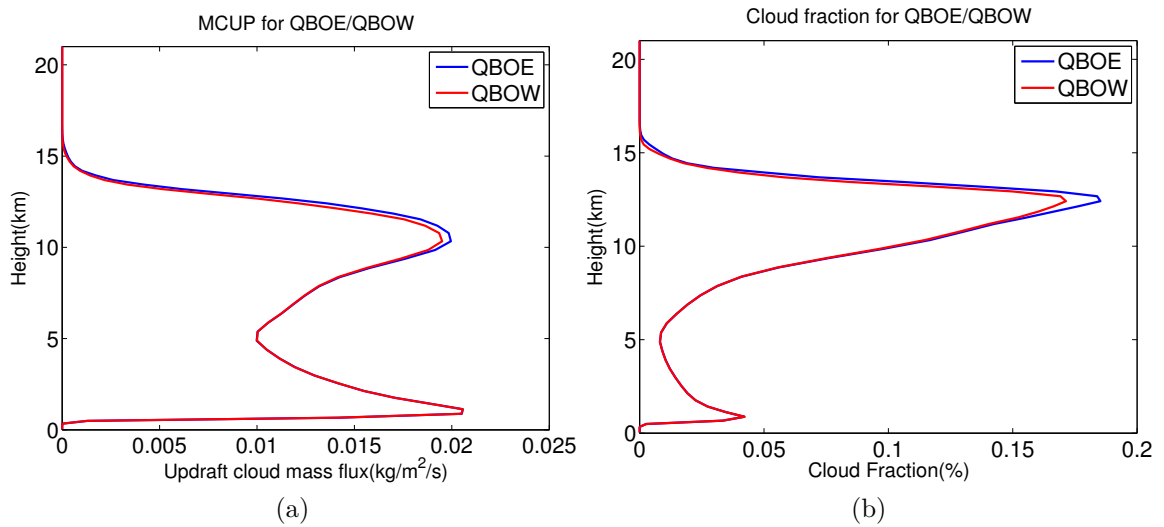 MCUP for QBOE/QBOW
20
15
10
5
0
Height(km)
QBOE
QBOW
0 0.005 0.01 0.015 0.02 0.025
Updraft cloud mass flux(kg/m²/s)
(a)
Cloud fraction for QBOE/QBOW
20
15
10
5
0
Height(km)
QBOE
QBOW
0 0.05 0.1 0.15 0.2
Cloud Fraction(%)
(b)